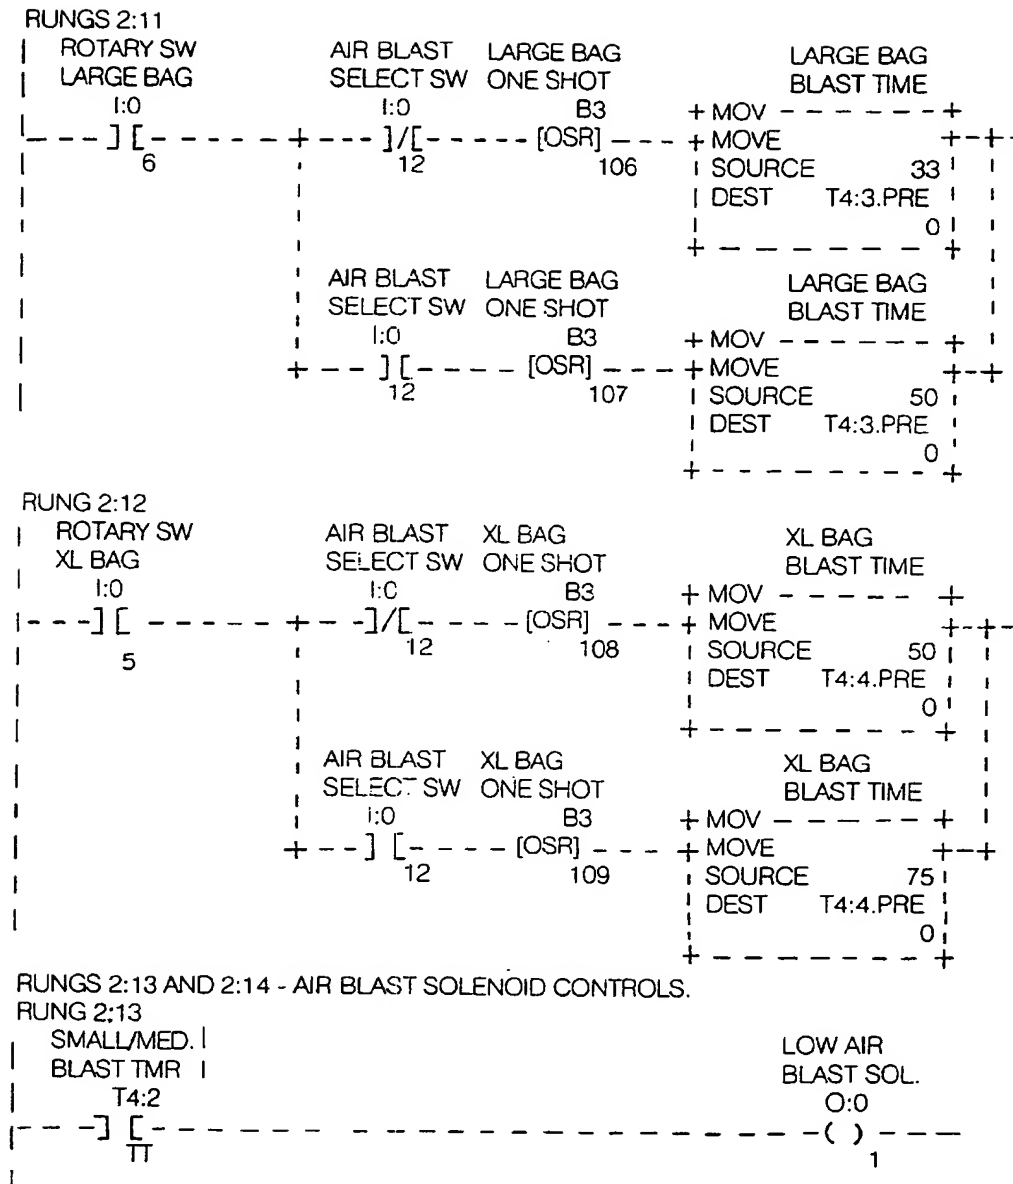 RUNGS 2:11
ROTARY SW AIR BLAST LARGE BAG LARGE BAG
LARGE BAG SELECT SW ONE SHOT BLAST TIME
I:0 I:0 B3 + MOV - - - - - - +
|- - - ] [ - - - - - - + - - - ]/[ - - - - - [OSR] - - - + MOVE + - + -
6 12 106 | SOURCE 33 |
| DEST T4:3.PRE |
| 0 |
+ - - - - - - - +
AIR BLAST LARGE BAG LARGE BAG
SELECT SW ONE SHOT BLAST TIME
I:0 B3 + MOV - - - - - - +
+ - - - ] [ - - - - - [OSR] - - - + MOVE + - +
12 107 | SOURCE 50 |
| DEST T4:3.PRE |
| 0 |
+ - - - - - - - - +
RUNG 2:12
ROTARY SW AIR BLAST XL BAG XL BAG
XL BAG SELECT SW ONE SHOT BLAST TIME
I:0 I:0 B3 + MOV - - - - - +
|- - - ] [ - - - - - - + - - - ]/[ - - - - [OSR] - - - + MOVE + - + -
5 12 108 | SOURCE 50 |
| DEST T4:4.PRE |
| 0 |
+ - - - - - - - - +
AIR BLAST XL BAG XL BAG
SELECT SW ONE SHOT BLAST TIME
I:0 B3 + MOV - - - - - - +
+ - - ] [ - - - - - [OSR] - - - + MOVE + - +
12 109 | SOURCE 75 |
| DEST T4:4.PRE |
| 0 |
+ - - - - - - - +
RUNGS 2:13 AND 2:14 - AIR BLAST SOLENOID CONTROLS.
RUNG 2:13
SMALL/MED. | LOW AIR
BLAST TMR | BLAST SOL.
T4:2 O:0
|- - - ] [ - - - - - - - - - - - - - - - - - - - - - ( ) - - - -
TT 1